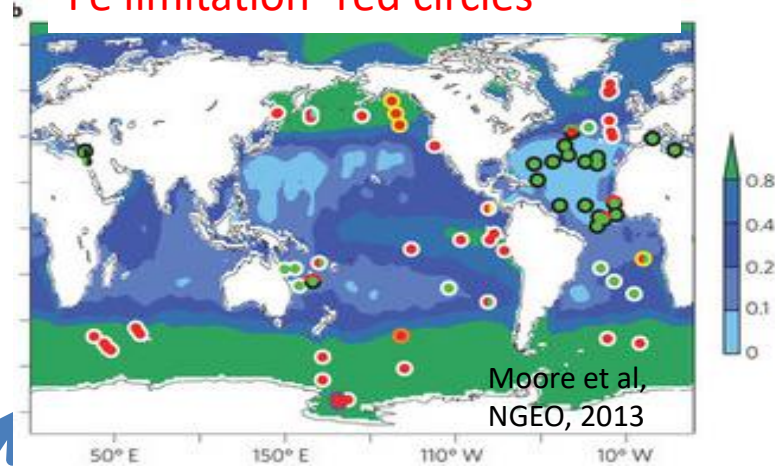 Fe limitation- red circles
b
0.8
0.4
0.2
0.1
0
Moore et al,
NGEO, 2013
50° E
150° E
110° W
10° W